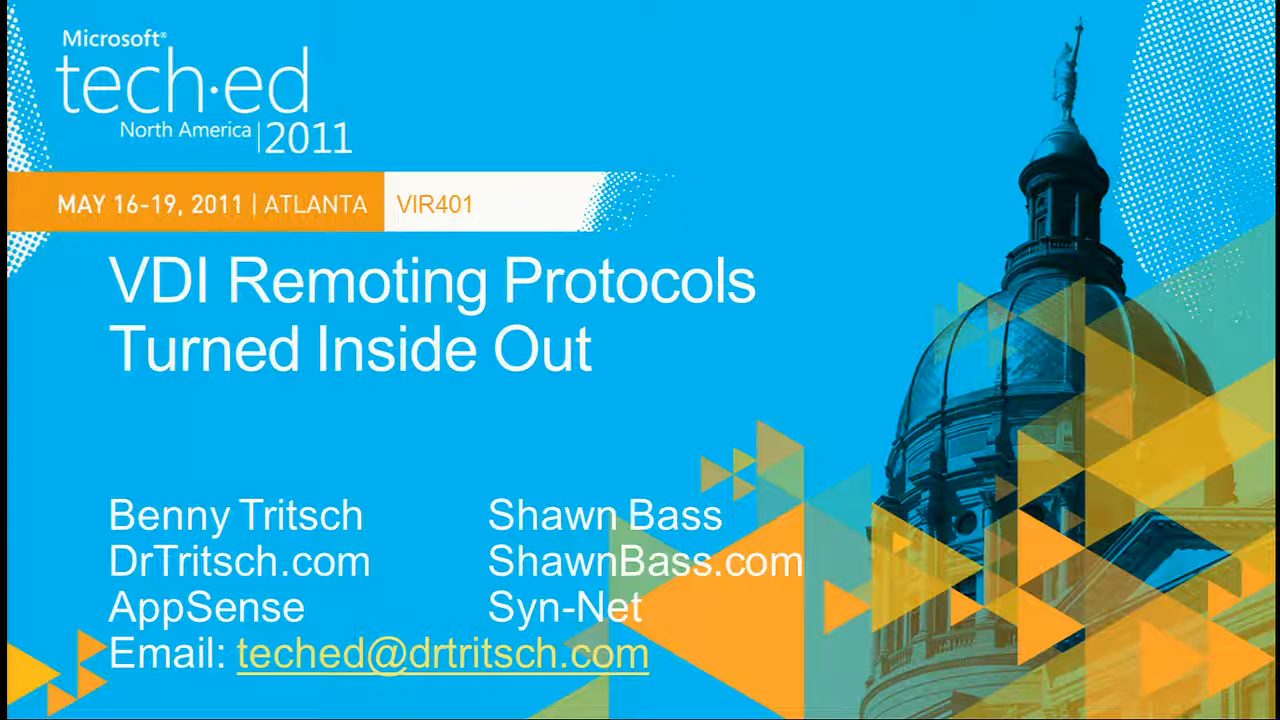 Microsoft®
tech·ed
North America | 2011
MAY 16-19, 2011 | ATLANTA VIR401
VDI Remoting Protocols
Turned Inside Out
Benny Tritsch Shawn Bass
DrTritsch.com ShawnBass.com
AppSense Syn-Net
Email: teched@drtritsch.com